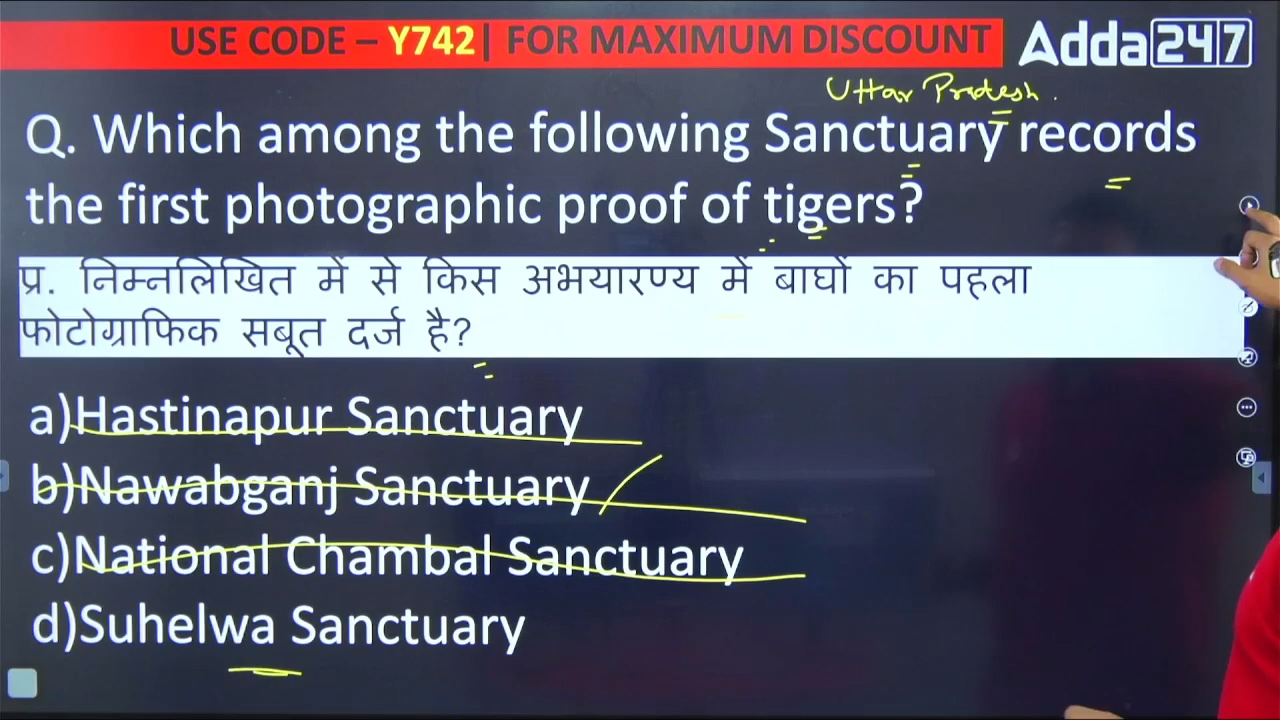 USE CODE – Y742| FOR MAXIMUM DISCOUNT
Adda247
Uttar Pradesh.
Q. Which among the following Sanctuary records
the first photographic proof of tigers?
प्र. निम्नलिखित में से किस अभयारण्य में बाघों का पहला
फोटोग्राफिक सबूत दर्ज है?
a)Hastinapur Sanctuary
b)Nawabganj Sanctuary
c)National Chambal Sanctuary
d)Suhelwa Sanctuary